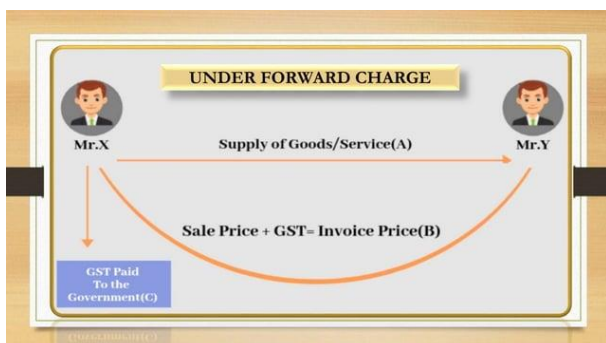 UNDER FORWARD CHARGE
Mr.X
Supply of Goods/Service(A)
Mr.Y
Sale Price + GST= Invoice Price(B)
GST Paid
To the
Government(C)